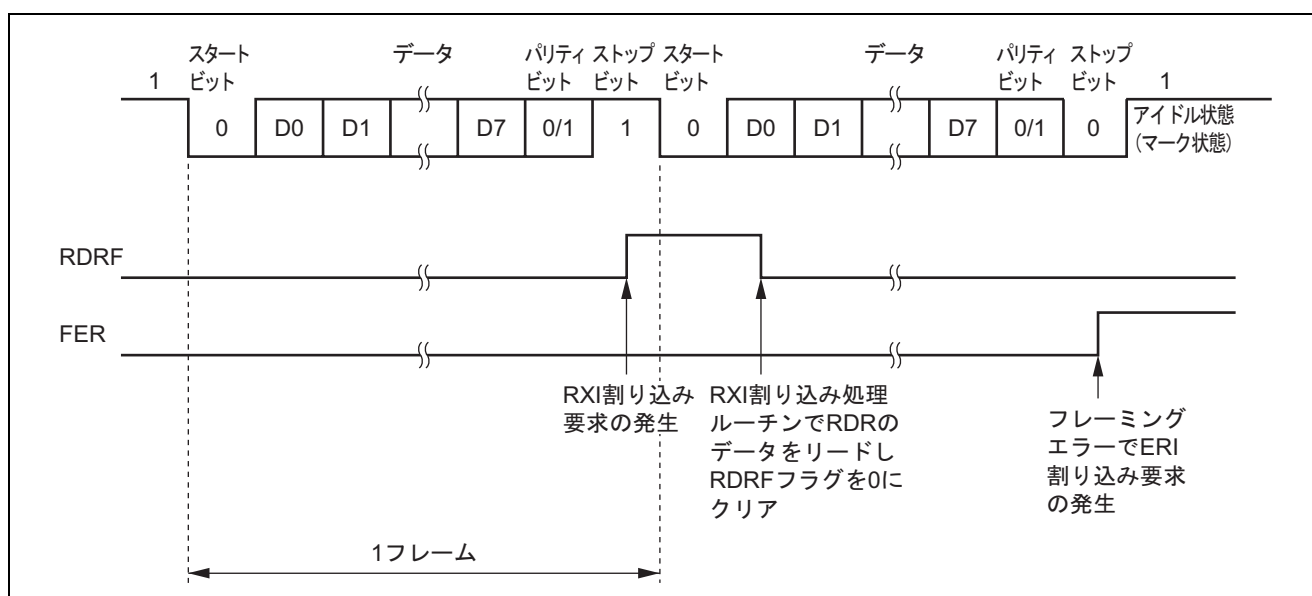 スタート
ビット
データ
パリティ
ビット
ストップ
ビット
スタート
ビット
データ
パリティ
ビット
ストップ
ビット
1
1
0
D0
D1
D7
0/1
1
0
D0
D1
D7
0/1
0
アイドル状態
(マーク状態)
RDRF
FER
RXI割り込み
要求の発生
RXI割り込み処理
ルーチンでRDRの
データをリードし
RDRFフラグを0に
クリア
フレーミング
エラーでERI
割り込み要求
の発生
1フレーム